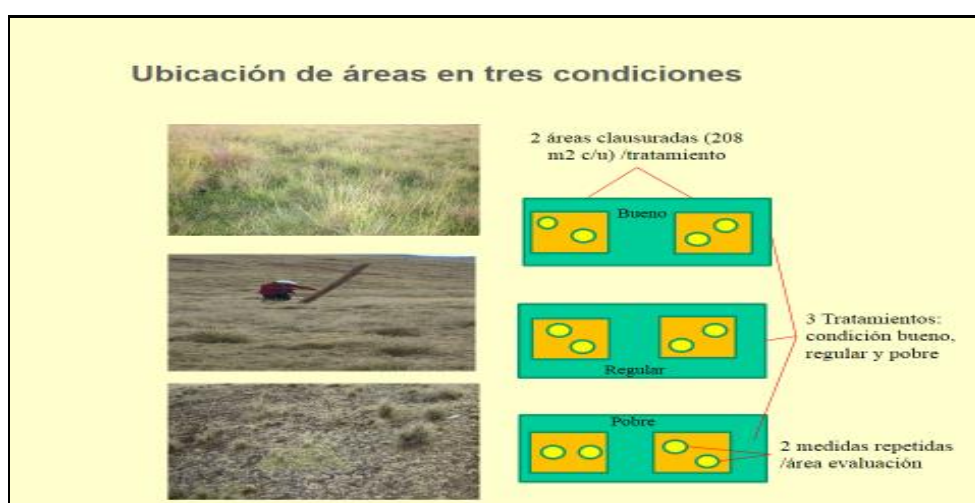 Ubicación de áreas en tres condiciones
2 áreas clausuradas (208
m2 c/u) /tratamiento
Bueno
3 Tratamientos:
condición bueno,
regular y pobre
Regular
Pobre
2 medidas repetidas
/área evaluación